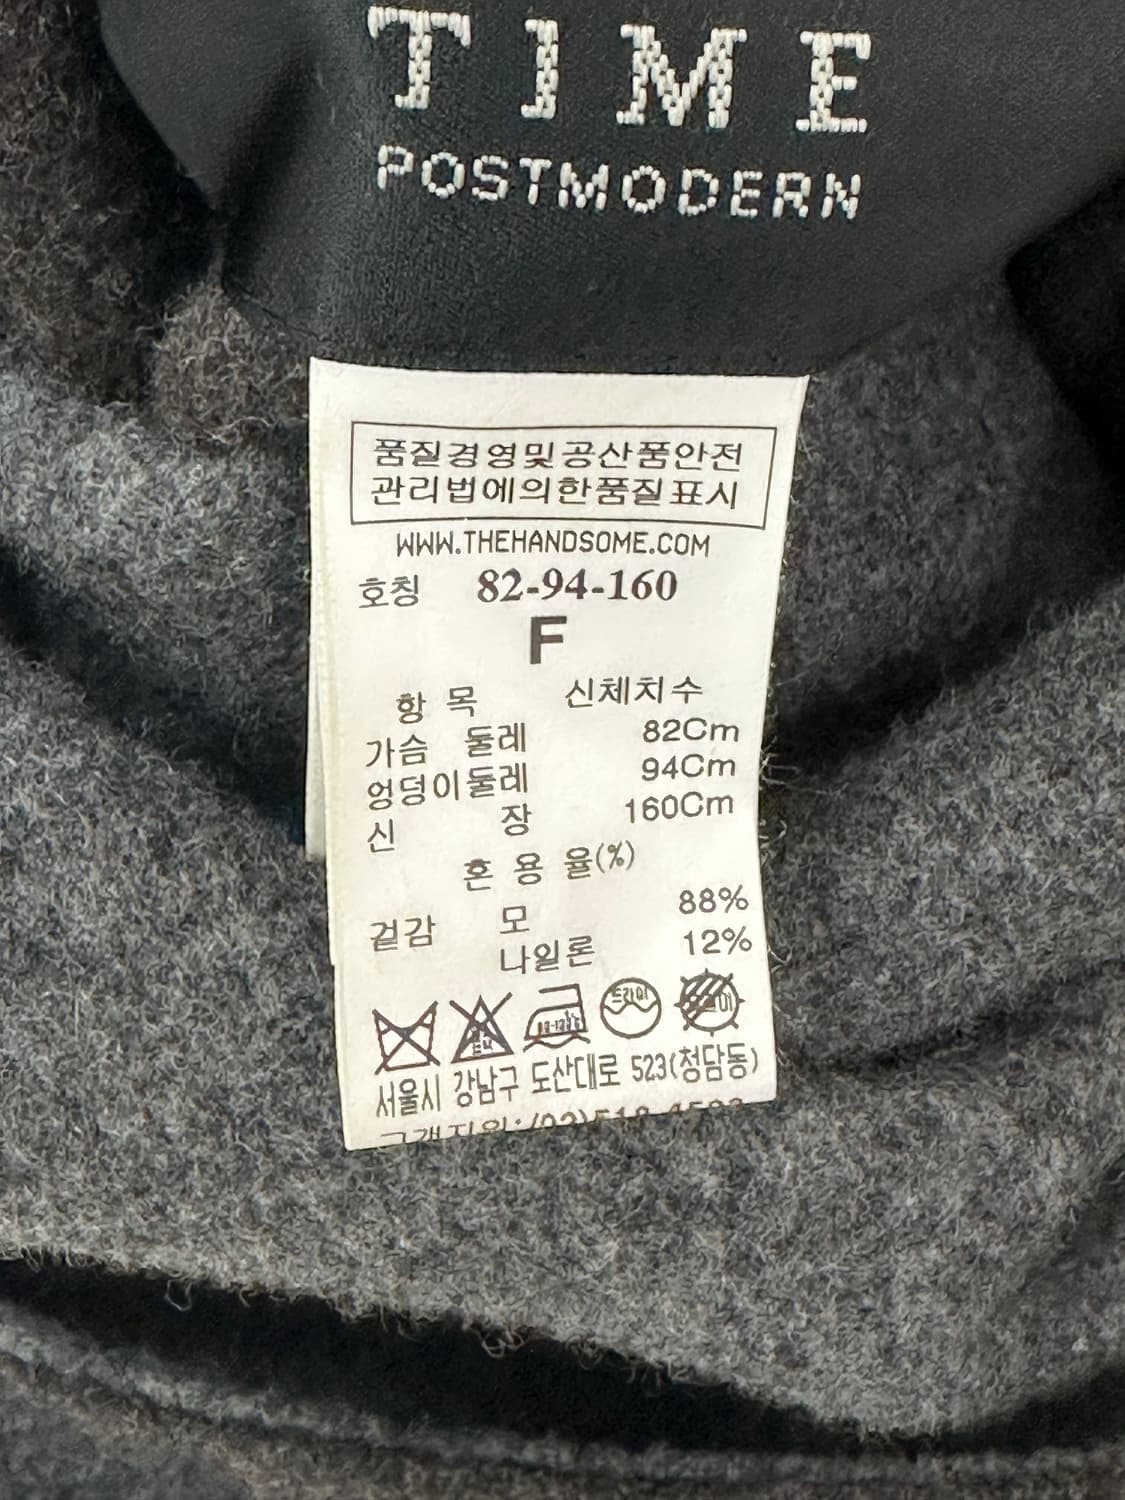 TIME
POSTMODERN
품질경영및공산품안전
관리법에의한품질표시
WWW.THEHANDSOME.COM
호칭 82-94-160
F
항 목 신체치수
가슴 둘레 82Cm
엉덩이둘레 94Cm
신 장 160Cm
혼 용 율(%)
겉감 모 88%
나일론 12%
드라이
서울시 강남구 도산대로 523(청담동)